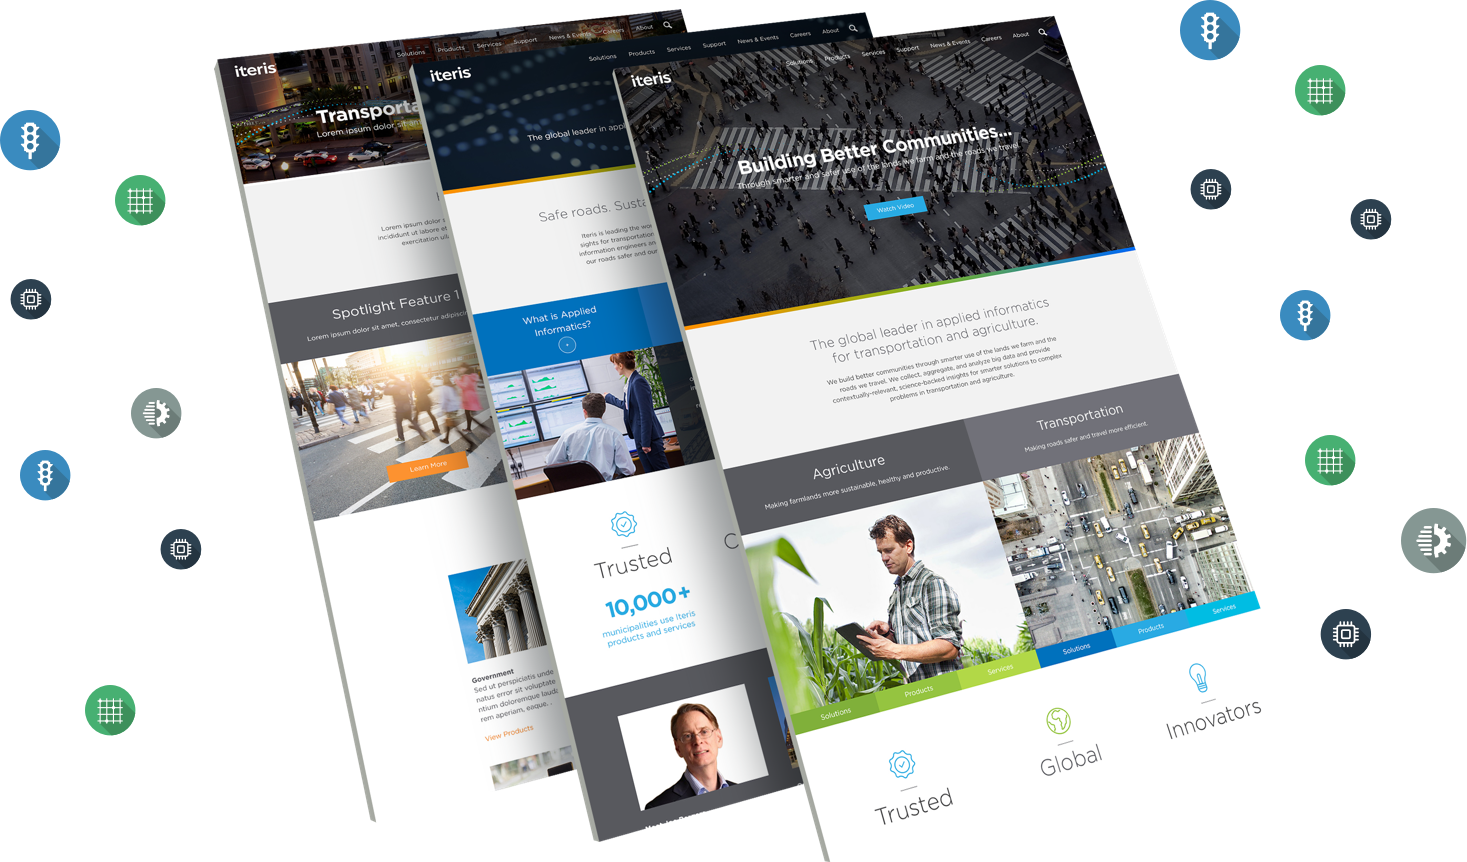 iteris
Solutions Products Services Support News & Events Careers About
Transporta
Lorem ipsum dolor sit am
Lorem ipsum dolor s
incididunt ut labore et
exercitation ull
Spotlight Feature 1
Lorem ipsum dolor sit amet, consectetur adipiscin
Learn More
Government
Sed ut perspiciatis unde
natus error sit voluptate
ntium doloremque lauda
rem aperiam, eaque. .
View Products
iteris
Solutions Products Services Support News & Events Careers About
The global leader in appl
Safe roads. Susta
Iteris is leading the wor
sights for transportation
information engineers an
our roads safer and our
What is Applied
Informatics?
Trusted
C
10,000+
municipalities use Iteris
products and services
iteris
Solutions Products Services Support News & Events Careers About
Building Better Communities...
Through smarter and safer use of the lands we farm and the roads we travel.
Watch Video
The global leader in applied informatics
for transportation and agriculture.
We build better communities through smarter use of the lands we farm and the
roads we travel. We collect, aggregate, and analyze big data and provide
contextually-relevant, science-backed insights for smarter solutions to complex
problems in transportation and agriculture.
Agriculture
Making farmlands more sustainable, healthy and productive.
Transportation
Making roads safer and travel more efficient.
Solutions Products Services
Solutions Products Services
Trusted
Global
Innovators